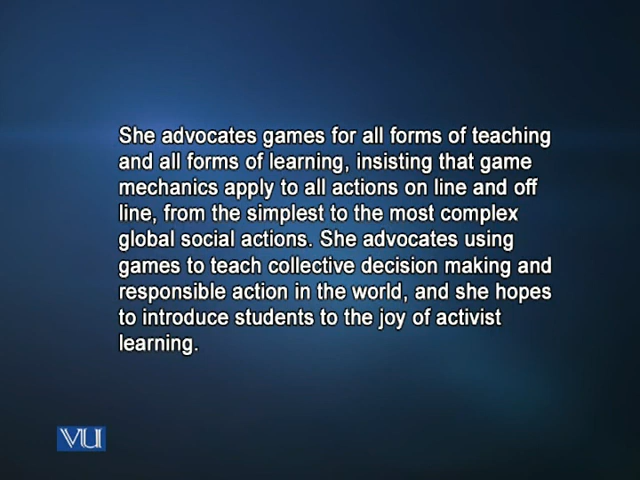 She advocates games for all forms of teaching
and all forms of learning, insisting that game
mechanics apply to all actions on line and off
line, from the simplest to the most complex
global social actions. She advocates using
games to teach collective decision making and
responsible action in the world, and she hopes
to introduce students to the joy of activist
learning.
VU